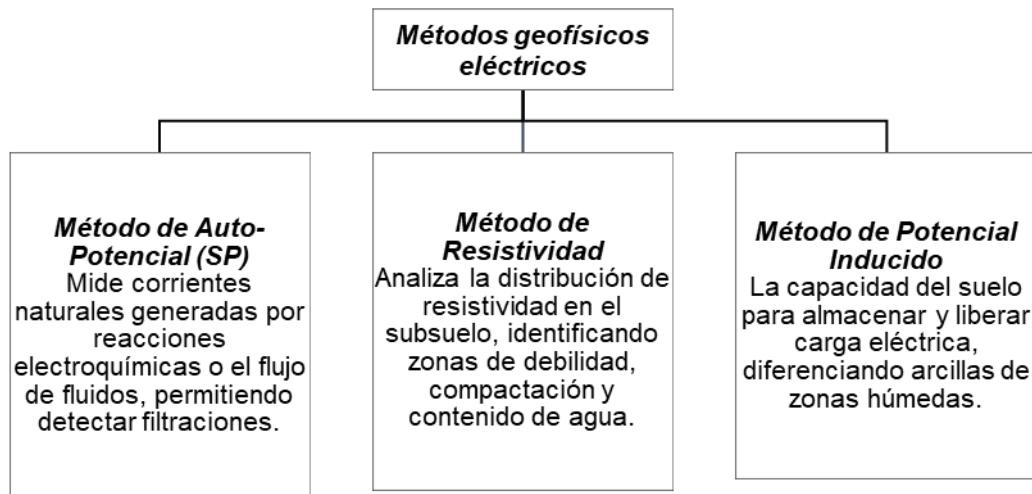 Métodos geofísicos
eléctricos
Método de Auto-
Potencial (SP)
Mide corrientes
naturales generadas por
reacciones
electroquímicas o el flujo
de fluidos, permitiendo
detectar filtraciones.
Método de
Resistividad
Analiza la distribución de
resistividad en el
subsuelo, identificando
zonas de debilidad,
compactación y
contenido de agua.
Método de Potencial
Inducido
La capacidad del suelo
para almacenar y liberar
carga eléctrica,
diferenciando arcillas de
zonas húmedas.